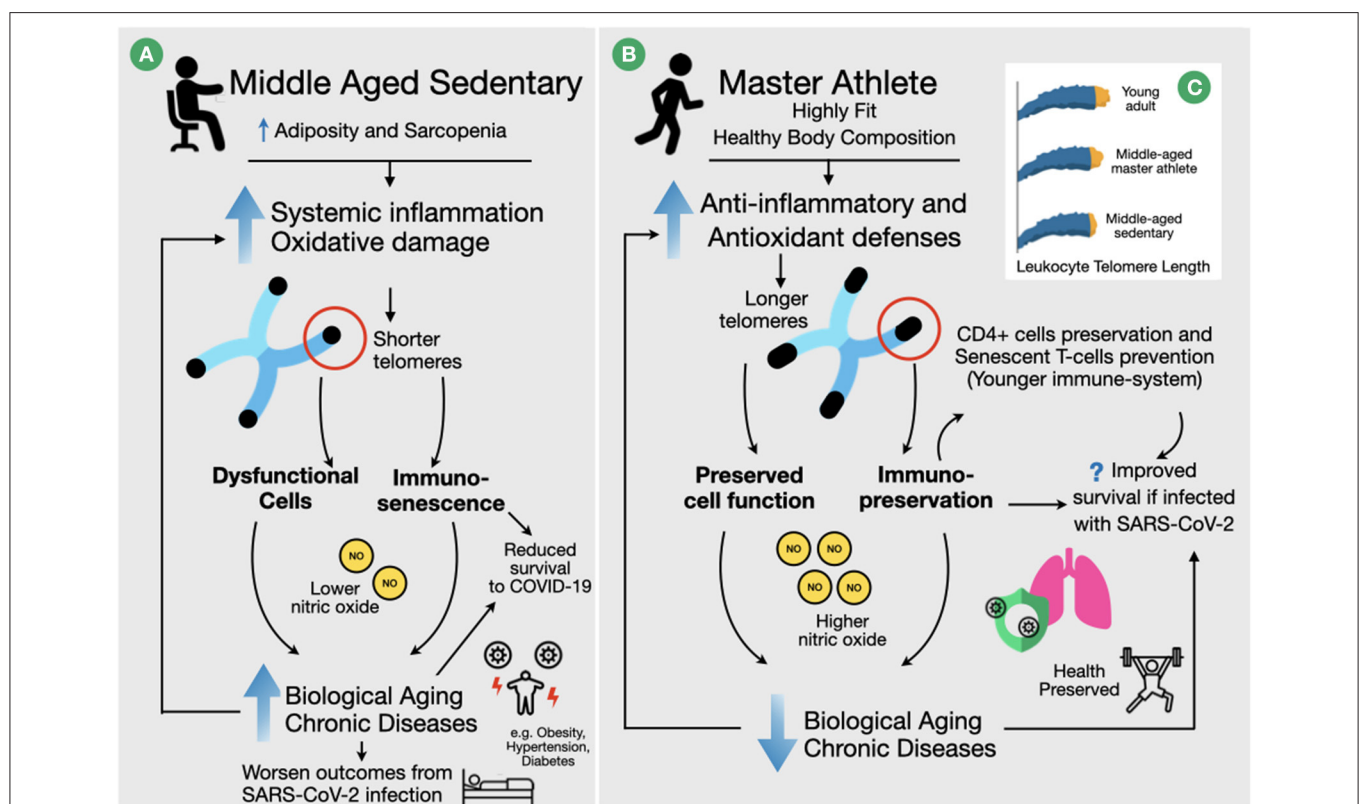 A
Middle Aged Sedentary
↑ Adiposity and Sarcopenia
Systemic inflammation
Oxidative damage
Shorter
telomeres
Dysfunctional
Cells
Immuno-
senescence
NO
NO
Lower
nitric oxide
Reduced
survival
to COVID-19
Biological Aging
Chronic Diseases
e.g. Obesity,
Hypertension,
Diabetes
Worsen outcomes from
SARS-CoV-2 infection
B
Master Athlete
Highly Fit
Healthy Body Composition
Anti-inflammatory and
Antioxidant defenses
Longer
telomeres
CD4+ cells preservation and
Senescent T-cells prevention
(Younger immune-system)
Preserved
cell function
Immuno-
preservation
? Improved
survival if infected
with SARS-CoV-2
NO
NO
NO
NO
Higher
nitric oxide
Health
Preserved
Biological Aging
Chronic Diseases
C
Young
adult
Middle-aged
master athlete
Middle-aged
sedentary
Leukocyte Telomere Length